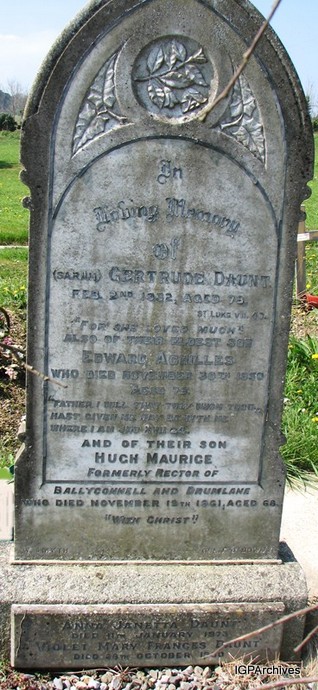 In
Loving Memory
of
(SARAH) GERTRUDE DAUNT
FEB. 2ND 1932, AGED 79.
ST LUKE VII. 47.
"FOR SHE LOVED MUCH"
ALSO OF THEIR ELDEST SON
EDWARD ACHILLES
WHO DIED NOVEMBER
"FATHER I WILL THAT THEY WHOM THOU
HAST GIVEN ME BE WITH ME
WHERE I AM
AND OF THEIR SON
HUGH MAURICE
FORMERLY RECTOR OF
BALLYCONNELL AND DRUMLANE
WHO DIED NOVEMBER 19TH 1961, AGED 68
"WITH CHRIST"
ANNA JANETTA DAUNT
DIED JANUARY
VIOLET MARY FRANCES DAUNT
DIED OCTOBER
IGPArchives